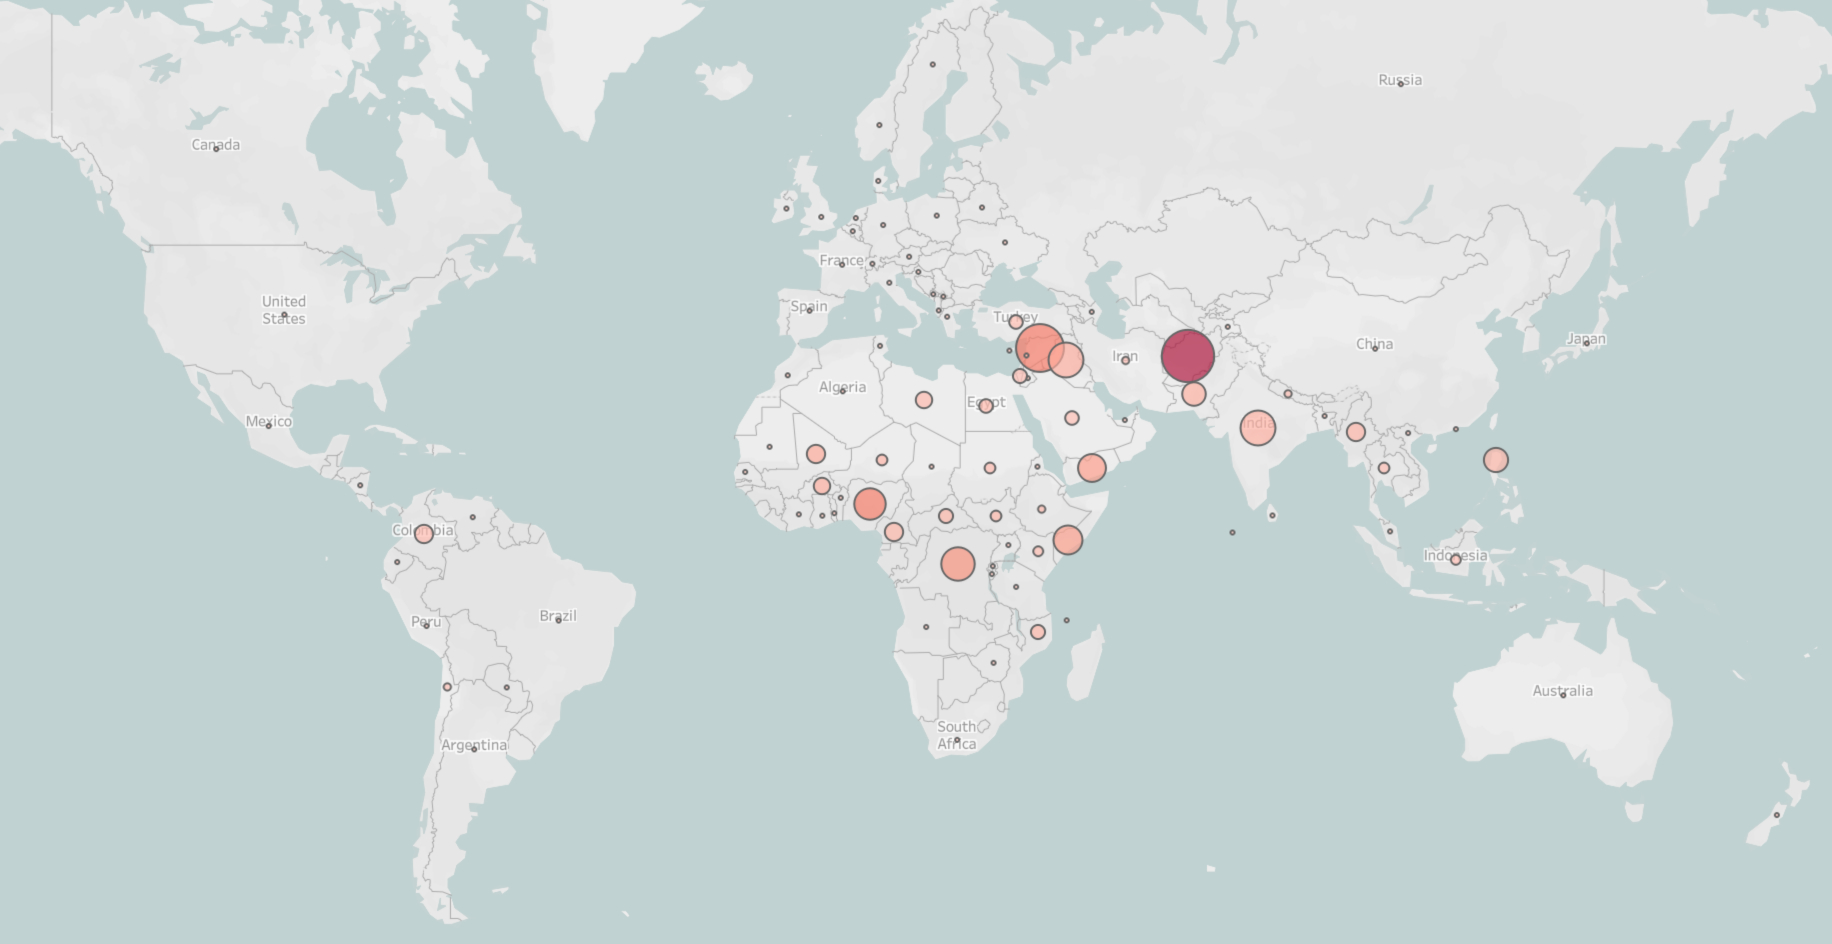 Russia
Canada
France
United
States
Spain
Turkey
China
Japan
Iran
Algeria
Egypt
Mexico
India
Colombia
Indonesia
Brazil
Peru
Australia
South
Africa
Argentina